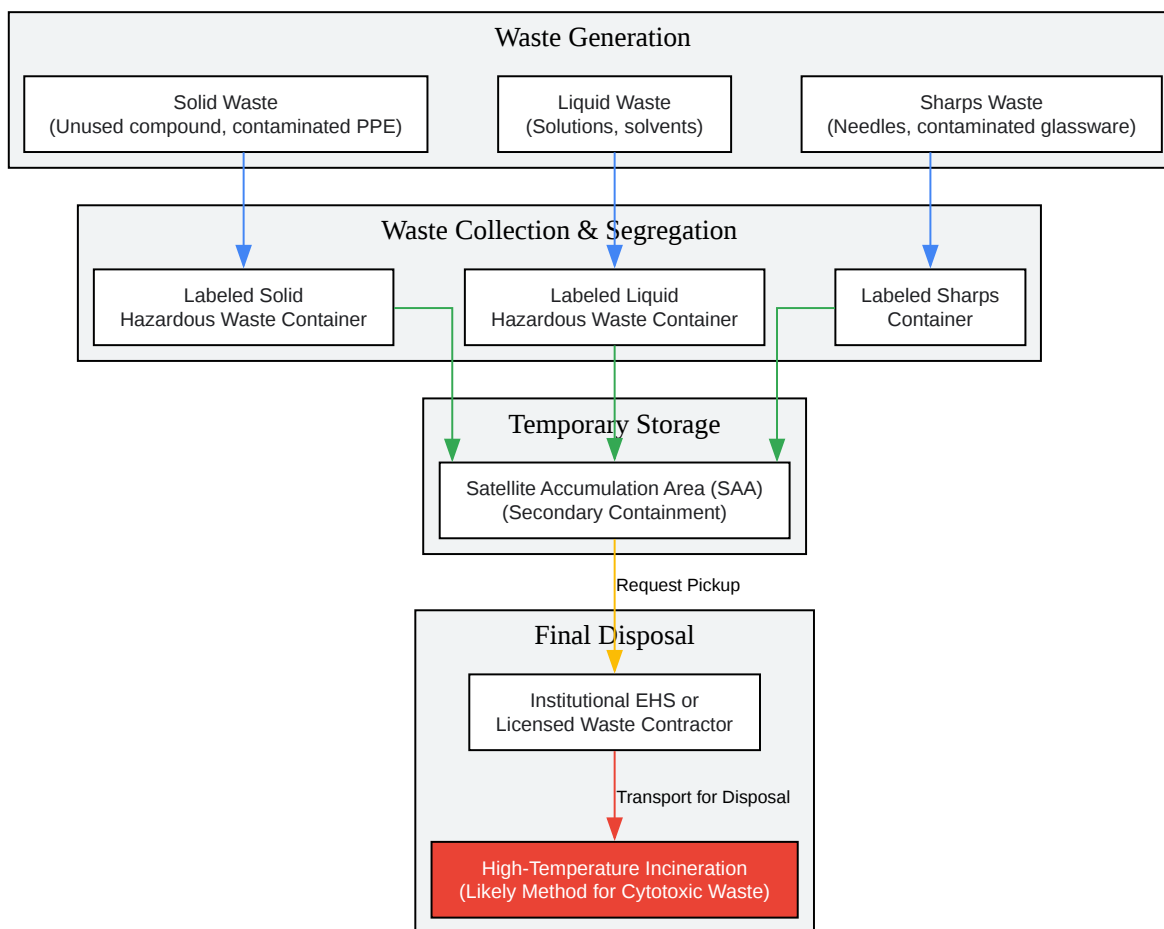 Waste Generation
Solid Waste
(Unused compound, contaminated PPE)
Liquid Waste
(Solutions, solvents)
Sharps Waste
(Needles, contaminated glassware)
Waste Collection & Segregation
Labeled Solid
Hazardous Waste Container
Labeled Liquid
Hazardous Waste Container
Labeled Sharps
Container
Temporary Storage
Satellite Accumulation Area (SAA)
(Secondary Containment)
Request Pickup
Final Disposal
Institutional EHS or
Licensed Waste Contractor
Transport for Disposal
High-Temperature Incineration
(Likely Method for Cytotoxic Waste)